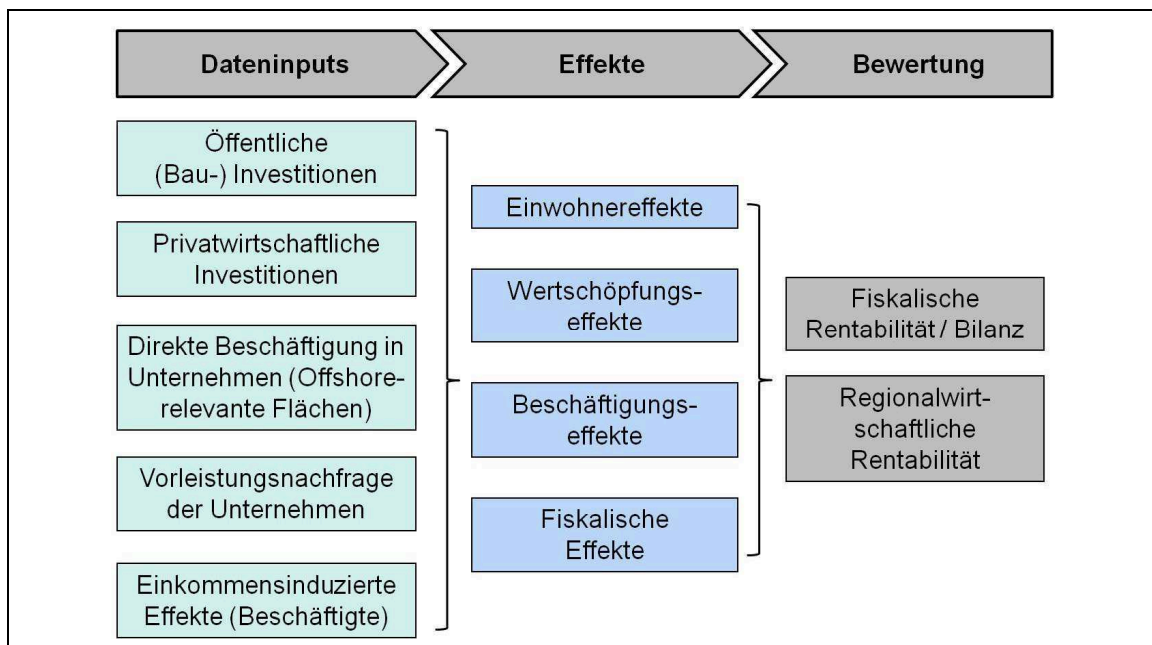 Dateninputs
Effekte
Bewertung
Öffentliche
(Bau-) Investitionen
Privatwirtschaftliche
Investitionen
Direkte Beschäftigung in
Unternehmen (Offshore-
relevante Flächen)
Vorleistungsnachfrage
der Unternehmen
Einkommensinduzierte
Effekte (Beschäftigte)
Einwohnereffekte
Wertschöpfungs-
effekte
Beschäftigungs-
effekte
Fiskalische
Effekte
Fiskalische
Rentabilität / Bilanz
Regionalwirt-
schaftliche
Rentabilität